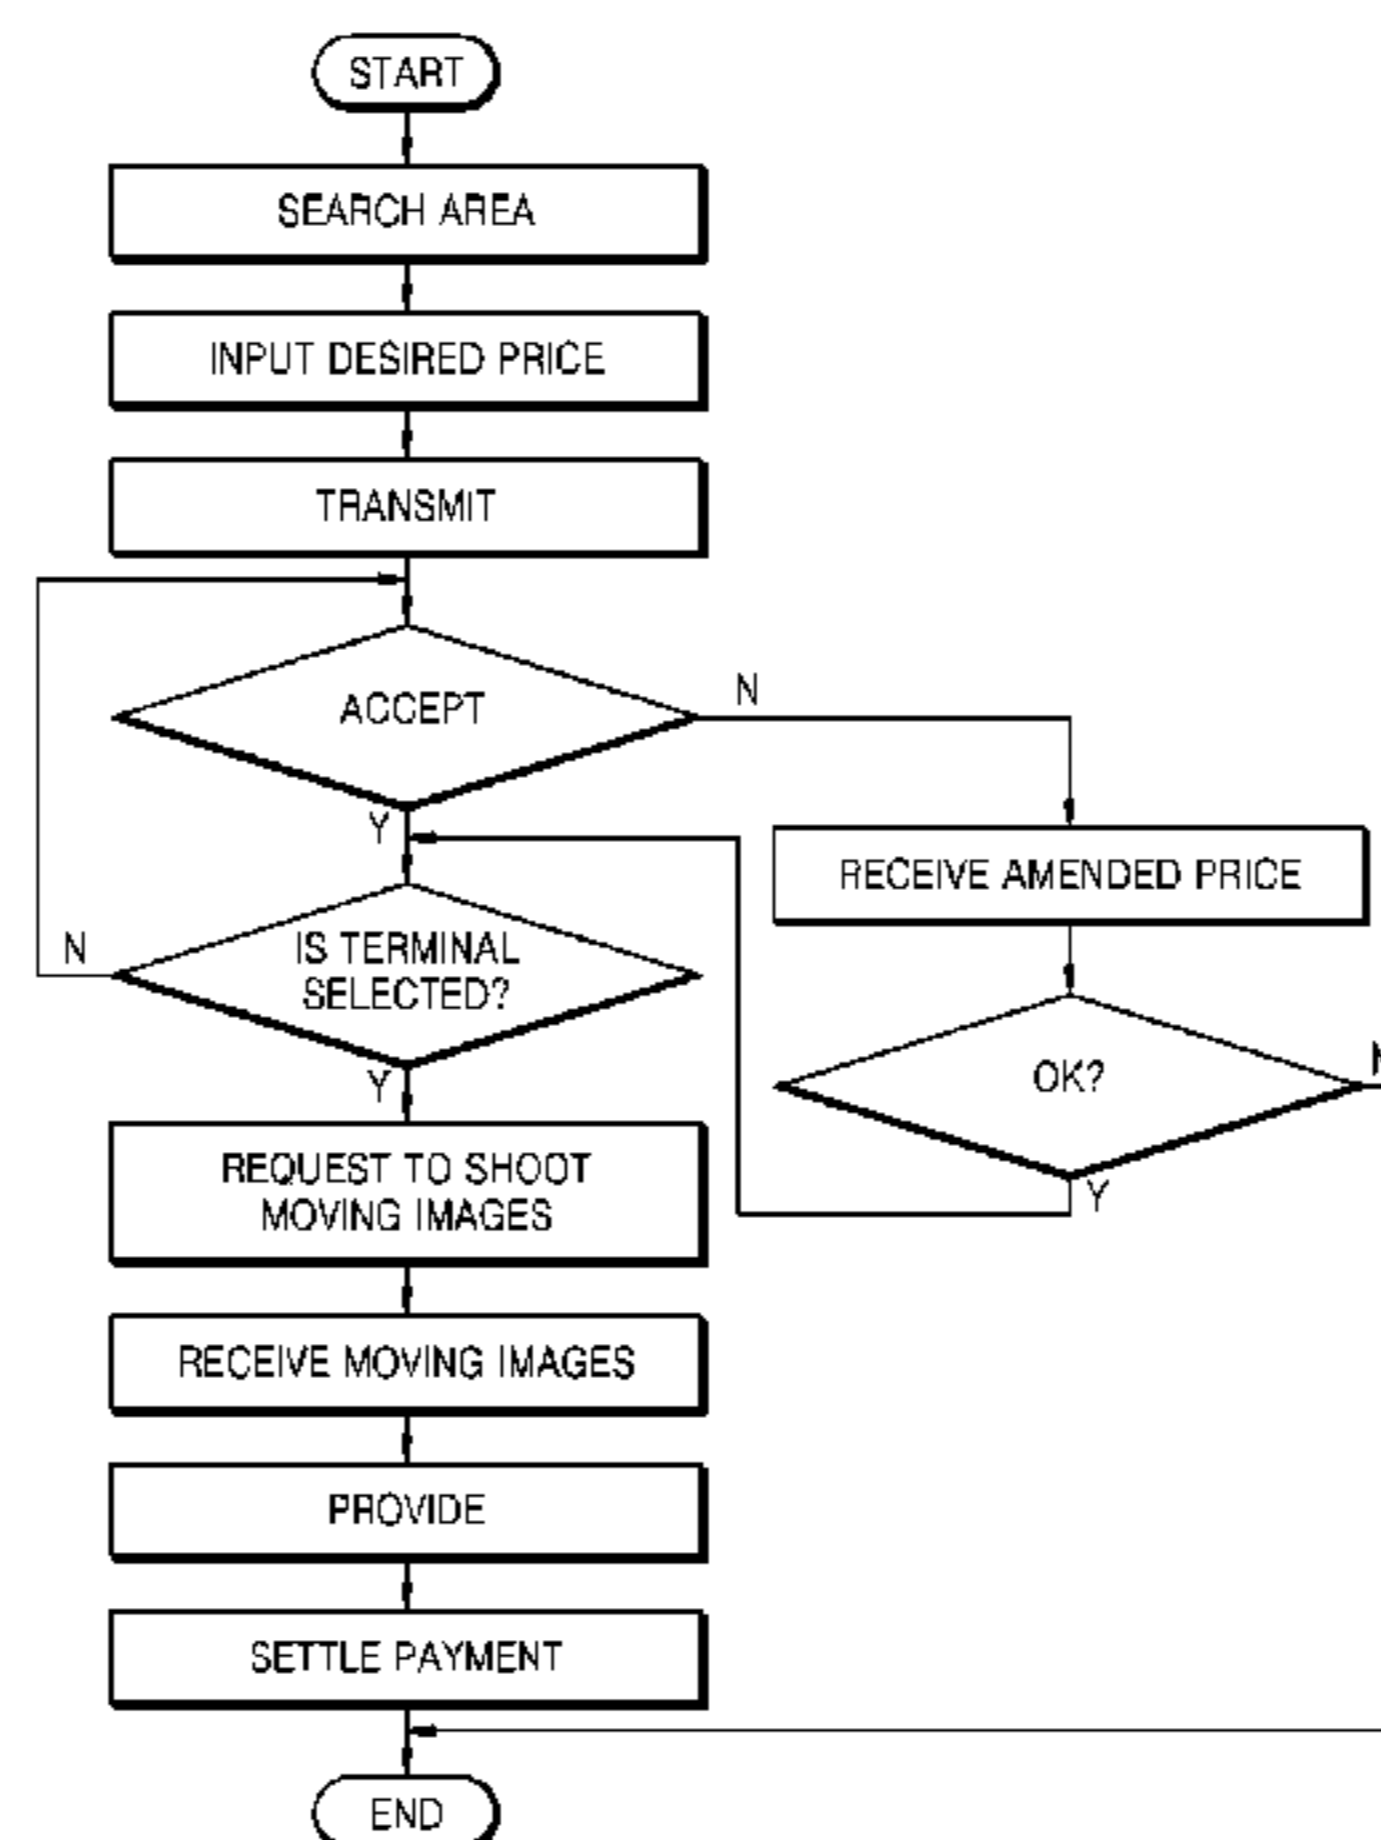 START
SEARCH AREA
INPUT DESIRED PRICE
TRANSMIT
ACCEPT
N
Y
RECEIVE AMENDED PRICE
IS TERMINAL
SELECTED?
N
Y
OK?
Y
REQUEST TO SHOOT
MOVING IMAGES
RECEIVE MOVING IMAGES
PROVIDE
SETTLE PAYMENT
END